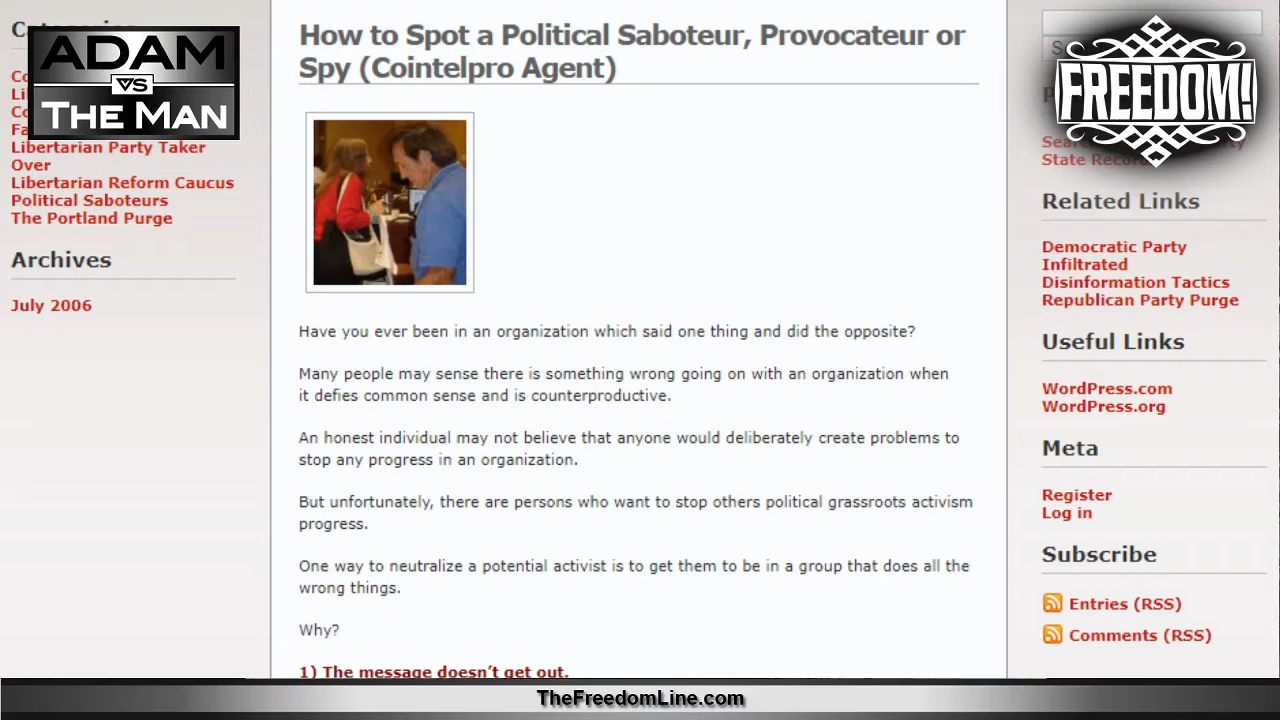 ADAM
VS
THE MAN
Libertarian Party Taker
Over
Libertarian Reform Caucus
Political Saboteurs
The Portland Purge
Archives
July 2006
How to Spot a Political Saboteur, Provocateur or
Spy (Cointelpro Agent)
Have you ever been in an organization which said one thing and did the opposite?
Many people may sense there is something wrong going on with an organization when
it defies common sense and is counterproductive.
An honest individual may not believe that anyone would deliberately create problems to
stop any progress in an organization.
But unfortunately, there are persons who want to stop others political grassroots activism
progress.
One way to neutralize a potential activist is to get them to be in a group that does all the
wrong things.
Why?
1) The message doesn’t get out.
FREEDOM!
Related Links
Democratic Party
Infiltrated
Disinformation Tactics
Republican Party Purge
Useful Links
WordPress.com
WordPress.org
Meta
Register
Log in
Subscribe
Entries (RSS)
Comments (RSS)
TheFreedomLine.com